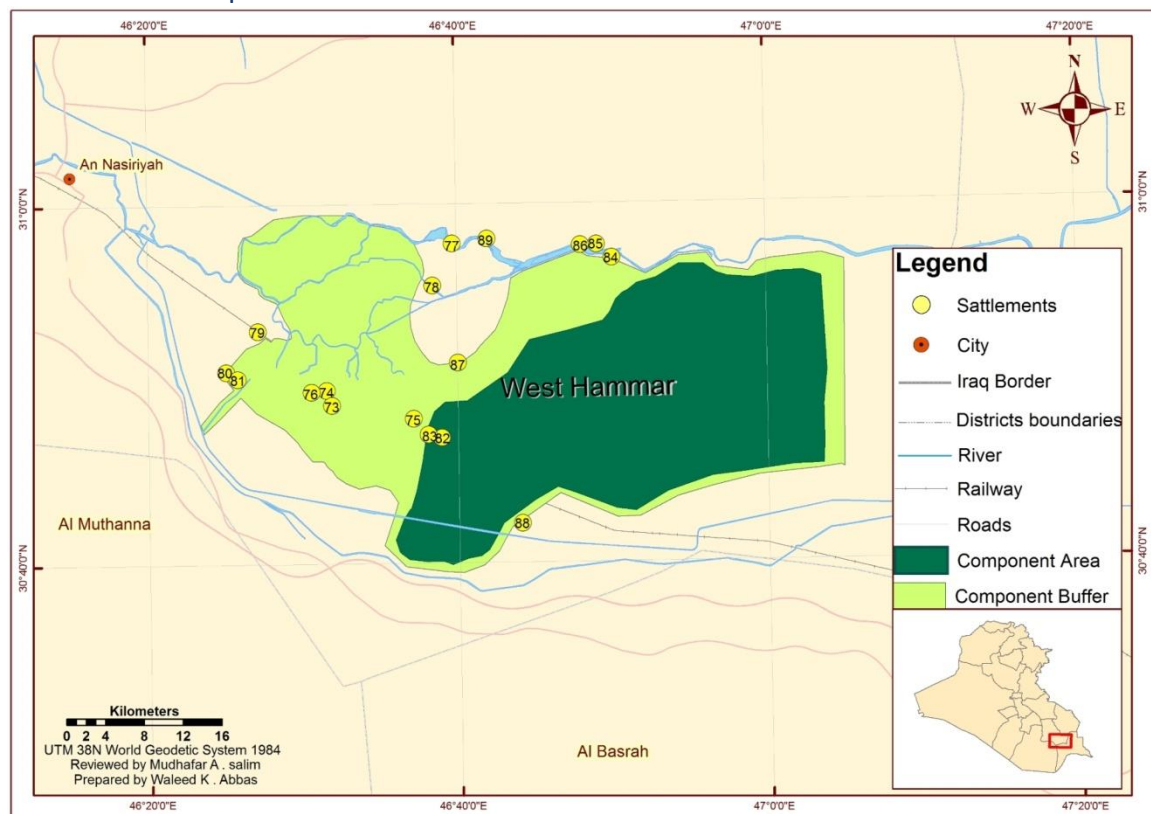 46°20'0"E
46°40'0"E
47°0'0"E
47°20'0"E
N
W
E
S
An Nasiriyah
31°0'0"N
31°0'0"N
77
89
86
85
84
78
79
87
80
81
76
74
73
75
83
82
88
West Hammar
Al Muthanna
Al Basrah
30°40'0"N
30°40'0"N
Legend
Sattlements
City
Iraq Border
Districts boundaries
River
Railway
Roads
Component Area
Component Buffer
Kilometers
0 2 4 8 12 16
UTM 38N World Geodetic System 1984
Reviewed by Mudhafar A . salim
Prepared by Waleed K . Abbas
46°20'0"E
46°40'0"E
47°0'0"E
47°20'0"E